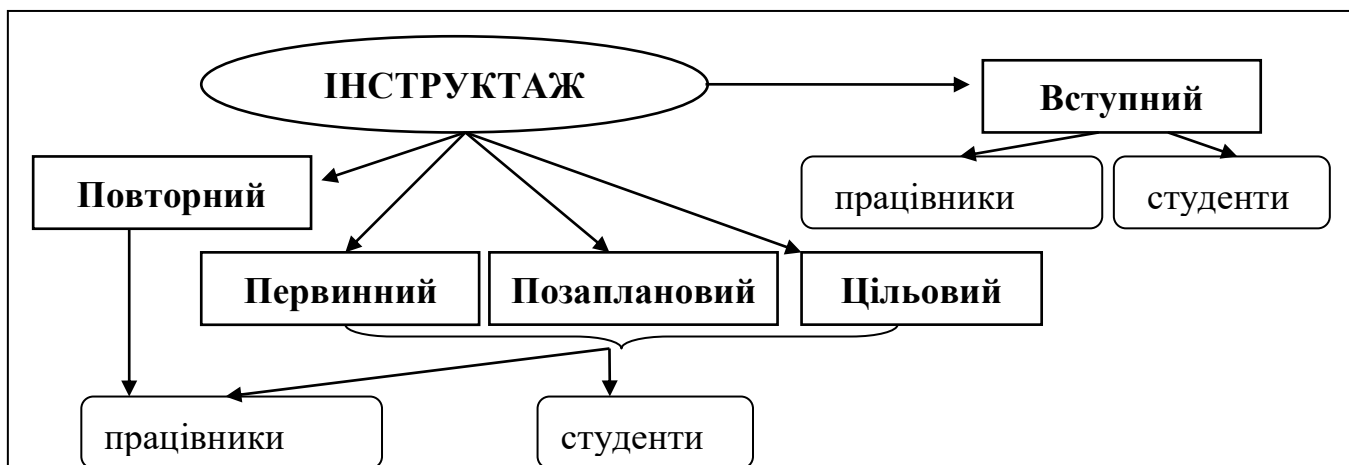 ІНСТРУКТАЖ
Вступний
працівники
студенти
Повторний
Первинний
Позаплановий
Цільовий
працівники
студенти